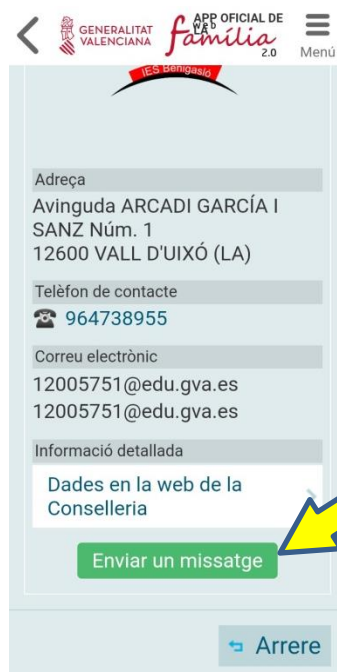 GENERALITAT
VALENCIANA
APP OFICIAL DE
LA
web
família
2.0
Menú
IES Benigasló
Adreça
Avinguda ARCADI GARCÍA I
SANZ Núm. 1
12600 VALL D'UIXÓ (LA)
Telèfon de contacte
964738955
Correu electrònic
12005751@edu.gva.es
12005751@edu.gva.es
Informació detallada
Dades en la web de la
Conselleria
Enviar un missatge
Arrere